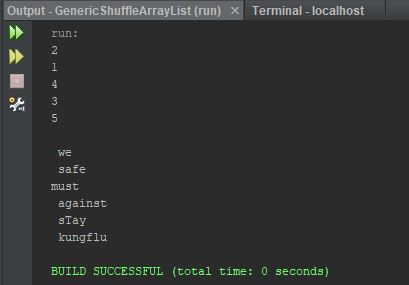 Output - GenericShuffleArrayList (run) × Terminal - localhost
run:
2
1
4
3
5
we
safe
must
against
sTay
kungflu
BUILD SUCCESSFUL (total time: 0 seconds)